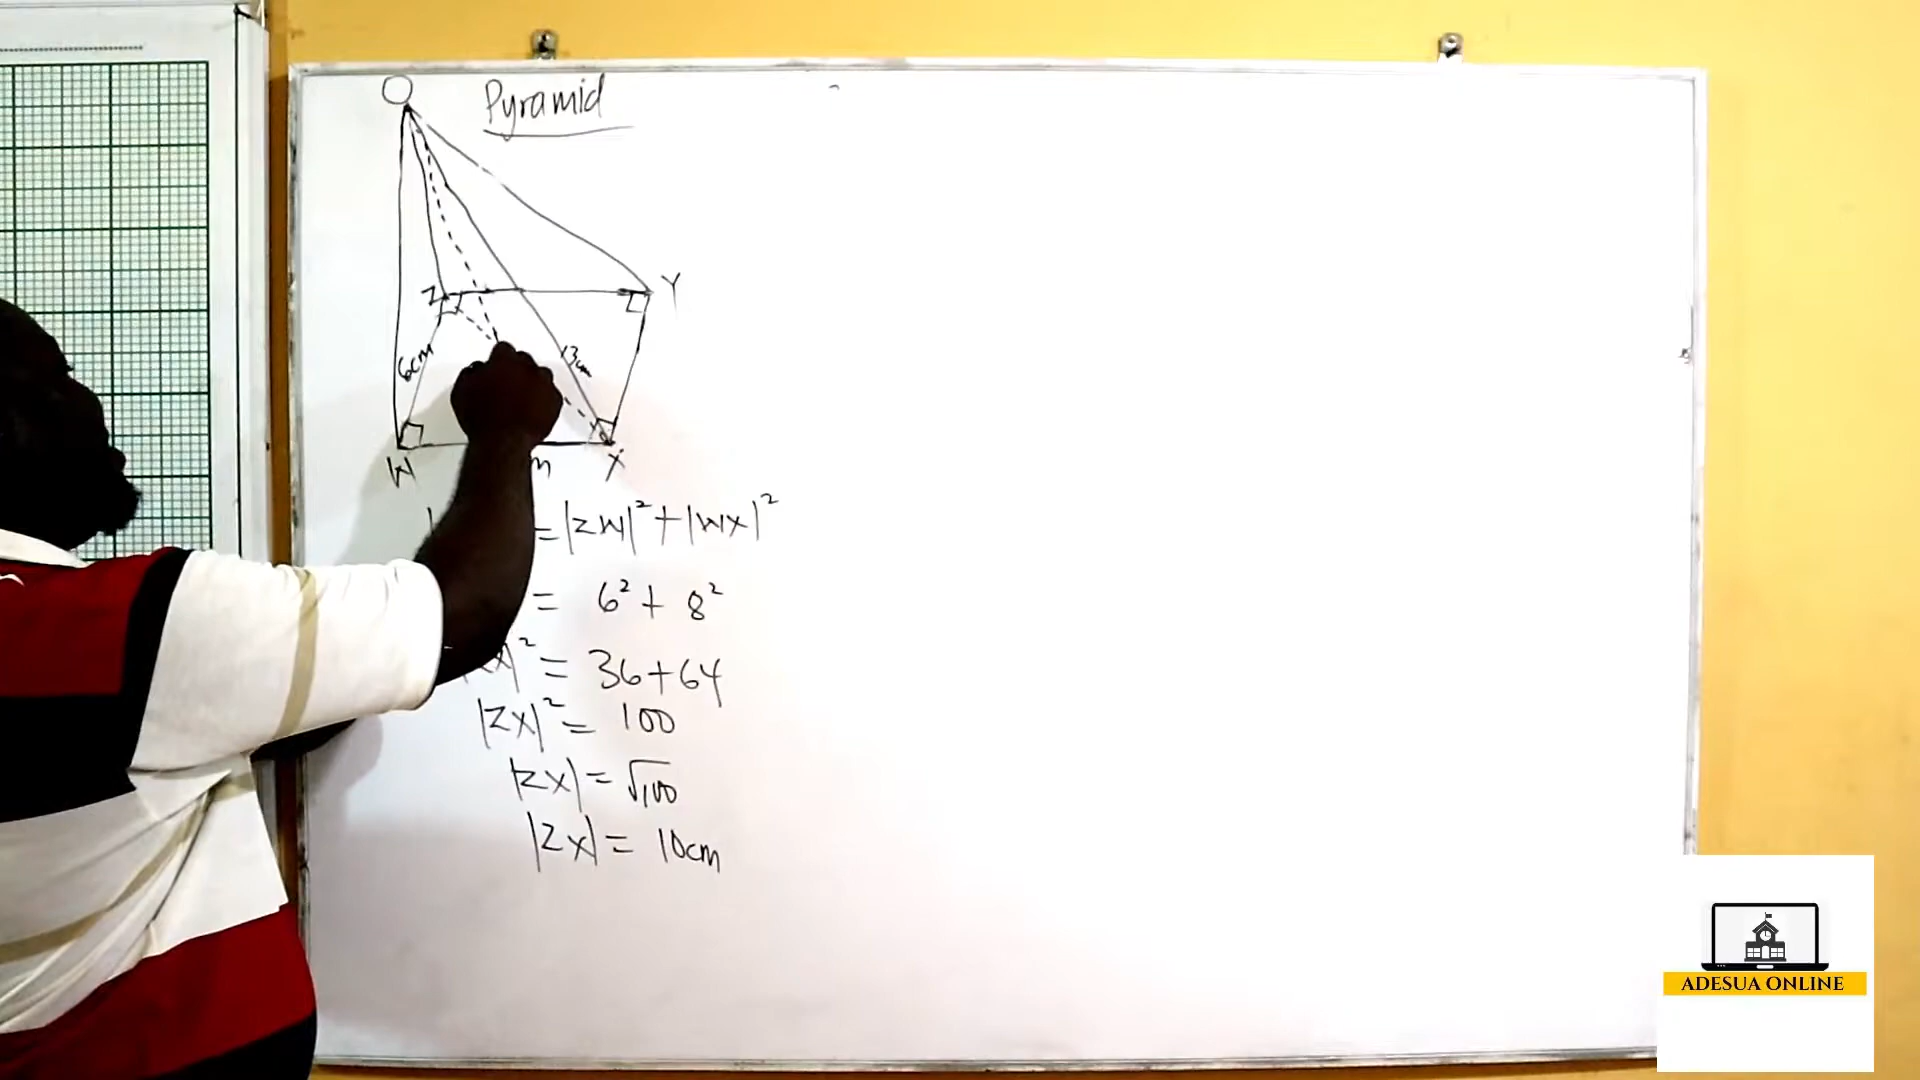 Pyramid
O
Z
Y
6cm
13cm
W
X
= |ZW|² + |WX|²
= 6² + 8²
² = 36+64
|ZX|² = 100
|ZX| = √100
|ZX| = 10cm
ADESUA ONLINE